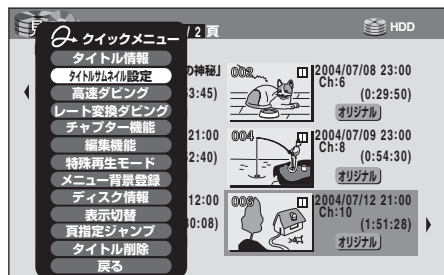 見
/ 2 頁
HDD
クイックメニュー
タイトル情報
タイトルサムネイル設定
高速ダビング
レート変換ダビング
チャプター機能
編集機能
特殊再生モード
メニュー背景登録
ディスク情報
表示切替
頁指定ジャンプ
タイトル削除
戻る
の神秘」
3:45)
002
2004/07/08 23:00
Ch:6
(0:29:50)
オリジナル
21:00
2:40)
004
2004/07/09 23:00
Ch:8
(0:54:30)
オリジナル
12:00
0:08)
006
2004/07/12 21:00
Ch:10
(1:51:28)
オリジナル